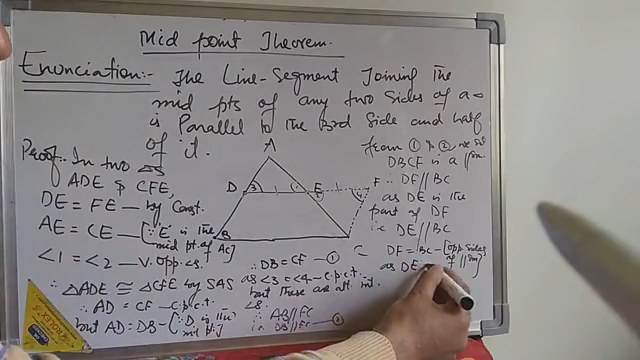 Mid point Theorem.
Enunciation:- The Line-Segment Joining the
mid pts of any two Sides of a
is Parallel to the 3rd Side and half
of it.
Proof:- In two △s
ADE & CFE,
DE = FE — by Const.
AE = CE — [∵ 'E' is the
mid pt. of AC]
∠1 = ∠2 — V. opp. ∠s.
∴ △ADE ≅ △CFE by SAS
∴ AD = CF — c.p.c.t.
but AD = DB - [∵ D is the
mid pt.]
A
D 3 1 E F
2 4
B
C
∴ DB = CF — ①
as ∠3 = ∠4 — c.p.c.t.
but these are alt. int.
∠s
∴ AB//FC
i.e. DB//FC — ②
from ① & ②, we
DBCF is a //gm.
∴ DF // BC
as DE is the
part of DF
i.e DE // BC
DF = BC - [opp sides
of //gm]
as DE =